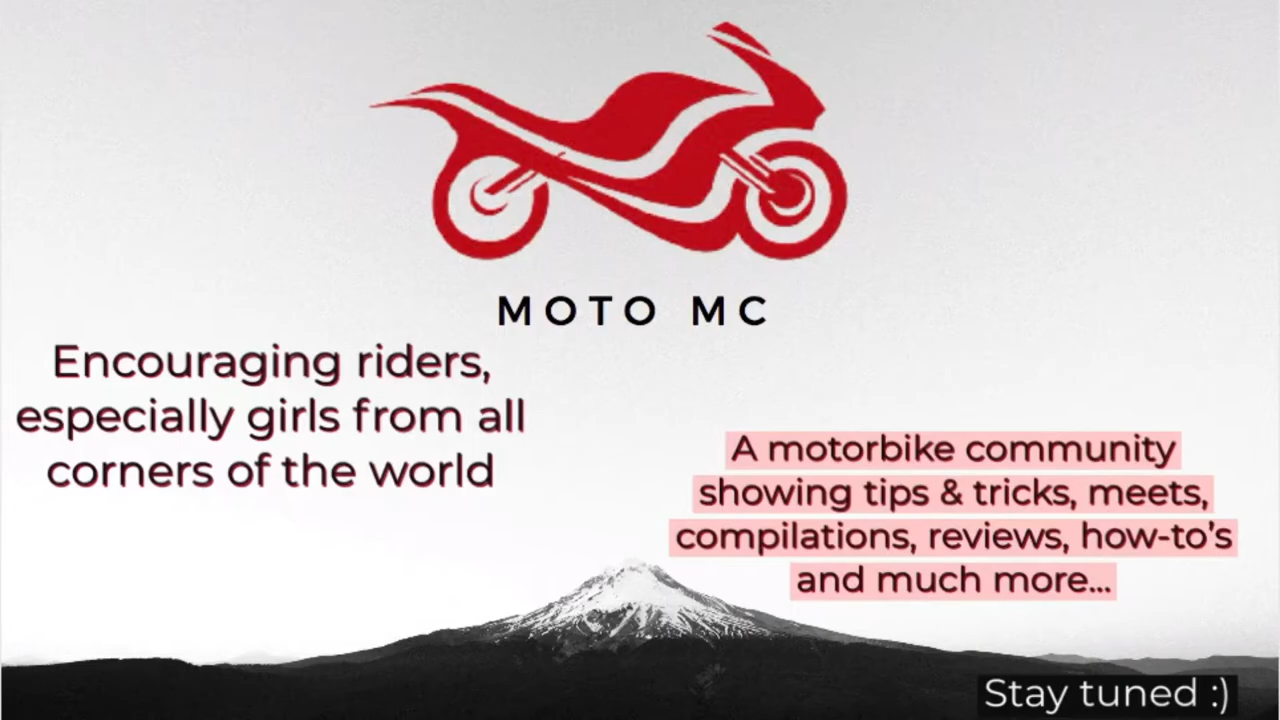 MOTO MC
Encouraging riders,
especially girls from all
corners of the world
A motorbike community
showing tips & tricks, meets,
compilations, reviews, how-to's
and much more...
Stay tuned :)